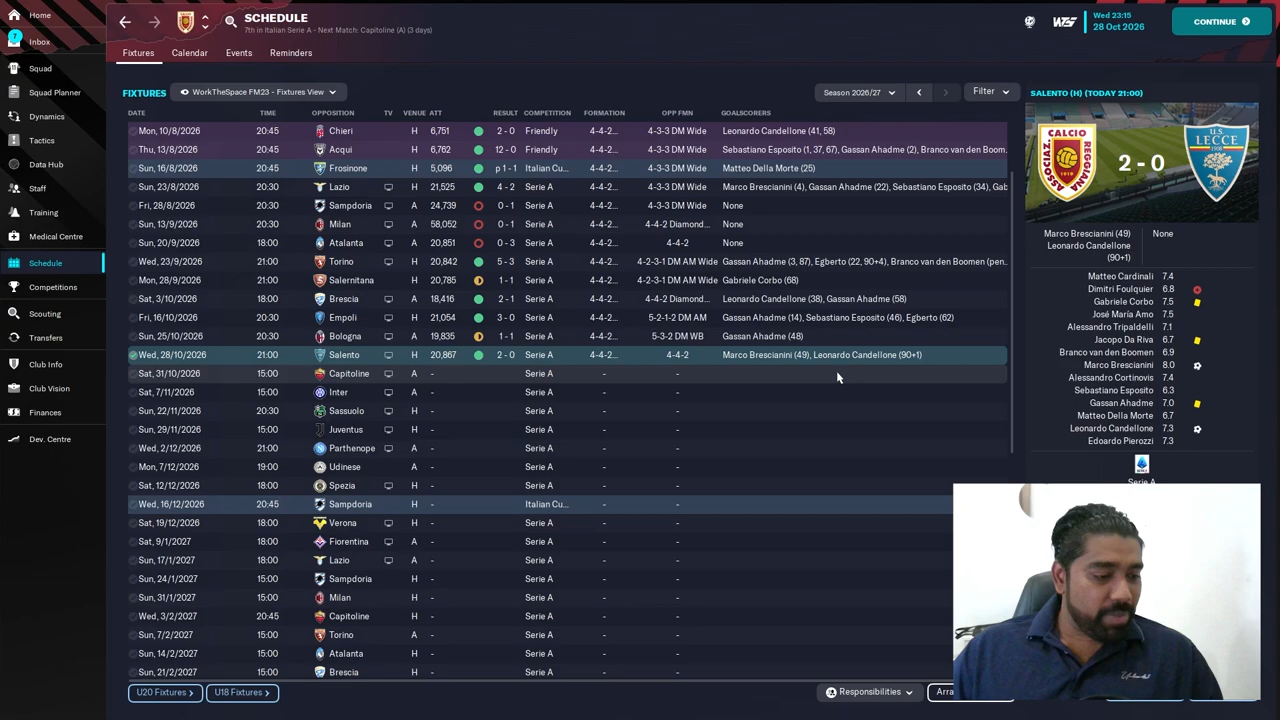 Home
SCHEDULE
7th in Italian Serie A - Next Match: Capitoline (A) (3 days)
WTS
Wed 23:15
28 Oct 2026
CONTINUE
7
Inbox
Fixtures
Calendar
Events
Reminders
Squad
Squad Planner
Dynamics
Tactics
Data Hub
Staff
Training
Medical Centre
Schedule
Competitions
Scouting
Transfers
Club Info
Club Vision
Finances
Dev. Centre
FIXTURES
WorkTheSpace FM23 - Fixtures View
Season 2026/27
Filter
DATE TIME OPPOSITION TV VENUE ATT RESULT COMPETITION FORMATION OPP FMN GOALSCORERS
Mon, 10/8/2026 20:45 Chieri H 6,751 2 - 0 Friendly 4-4-2... 4-3-3 DM Wide Leonardo Candellone (41, 58)
Thu, 13/8/2026 20:45 Acqui H 6,762 12 - 0 Friendly 4-4-2... 4-3-3 DM Wide Sebastiano Esposito (1, 37, 67), Gassan Ahadme (2), Branco van den Boom...
Sun, 16/8/2026 20:45 Frosinone H 5,096 p 1 - 1 Italian Cu... 4-4-2... 4-3-3 DM Wide Matteo Della Morte (25)
Sun, 23/8/2026 20:30 Lazio H 21,525 4 - 2 Serie A 4-4-2... 4-3-3 DM Wide Marco Brescianini (4), Gassan Ahadme (22), Sebastiano Esposito (34), Gab
Fri, 28/8/2026 20:30 Sampdoria A 24,739 0 - 1 Serie A 4-4-2... 4-3-3 DM Wide None
Sun, 13/9/2026 20:30 Milan A 58,052 0 - 1 Serie A 4-4-2... 4-4-2 Diamond... None
Sun, 20/9/2026 18:00 Atalanta A 20,851 0 - 3 Serie A 4-4-2... 4-4-2 None
Wed, 23/9/2026 21:00 Torino H 20,842 5 - 3 Serie A 4-4-2... 4-2-3-1 DM AM Wide Gassan Ahadme (3, 87), Egberto (22, 90+4), Branco van den Boomen (pen...
Mon, 28/9/2026 21:00 Salernitana H 20,785 1 - 1 Serie A 4-4-2... 4-2-3-1 DM AM Wide Gabriele Corbo (68)
Sat, 3/10/2026 18:00 Brescia A 18,416 2 - 1 Serie A 4-4-2... 4-4-2 Diamond... Leonardo Candellone (38), Gassan Ahadme (58)
Fri, 16/10/2026 20:30 Empoli H 21,054 3 - 0 Serie A 4-4-2... 5-2-1-2 DM AM Gassan Ahadme (14), Sebastiano Esposito (46), Egberto (62)
Sun, 25/10/2026 20:30 Bologna A 19,835 1 - 1 Serie A 4-4-2... 5-3-2 DM WB Gassan Ahadme (48)
Wed, 28/10/2026 21:00 Salento H 20,867 2 - 0 Serie A 4-4-2... 4-4-2 Marco Brescianini (49), Leonardo Candellone (90+1)
Sat, 31/10/2026 15:00 Capitoline A - Serie A - -
Sat, 7/11/2026 15:00 Inter A - Serie A - -
Sun, 22/11/2026 20:30 Sassuolo H - Serie A - -
Sun, 29/11/2026 15:00 Juventus A - Serie A - -
Wed, 2/12/2026 21:00 Parthenope A - Serie A - -
Mon, 7/12/2026 19:00 Udinese A - Serie A - -
Sat, 12/12/2026 18:00 Spezia H - Serie A - -
Wed, 16/12/2026 20:45 Sampdoria H - Italian Cu... - -
Sat, 19/12/2026 18:00 Verona H - Serie A - -
Sat, 9/1/2027 18:00 Fiorentina A - Serie A - -
Sun, 17/1/2027 18:00 Lazio A - Serie A - -
Sun, 24/1/2027 15:00 Sampdoria H - Serie A - -
Sun, 31/1/2027 15:00 Milan H - Serie A - -
Wed, 3/2/2027 20:45 Capitoline H - Serie A - -
Sun, 7/2/2027 15:00 Torino A - Serie A - -
Sun, 14/2/2027 15:00 Atalanta H - Serie A - -
Sun, 21/2/2027 15:00 Brescia H - Serie A - -
U20 Fixtures
U18 Fixtures
Responsibilities
Arra
SALENTO (H) (TODAY 21:00)
CALCIO
REGGIANA
ASSOC
1919
2 - 0
U.S.
LECCE
1908
Marco Brescianini (49)
Leonardo Candellone
(90+1)
None
Matteo Cardinali 7.4
Dimitri Foulquier 6.8
Gabriele Corbo 7.5
José María Amo 7.5
Alessandro Tripaldelli 7.1
Jacopo Da Riva 6.7
Branco van den Boomen 6.9
Marco Brescianini 8.0
Alessandro Cortinovis 7.4
Sebastiano Esposito 6.3
Gassan Ahadme 7.0
Matteo Della Morte 6.7
Leonardo Candellone 7.3
Edoardo Pierozzi 7.3
Serie A